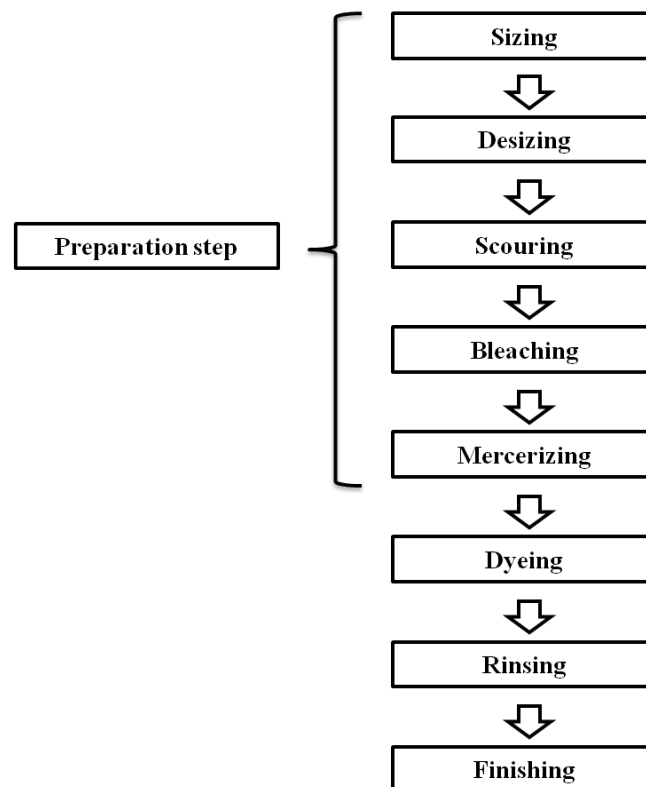 Sizing
Desizing
Preparation step
Scouring
Bleaching
Mercerizing
Dyeing
Rinsing
Finishing